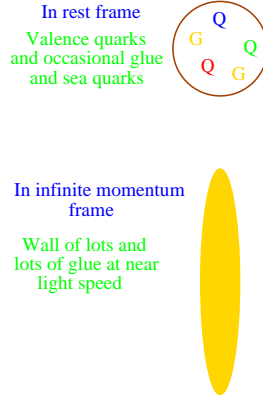 In rest frame
Valence quarks
and occasional glue
and sea quarks
Q
G
Q
Q
G
In infinite momentum
frame
Wall of lots and
lots of glue at near
light speed